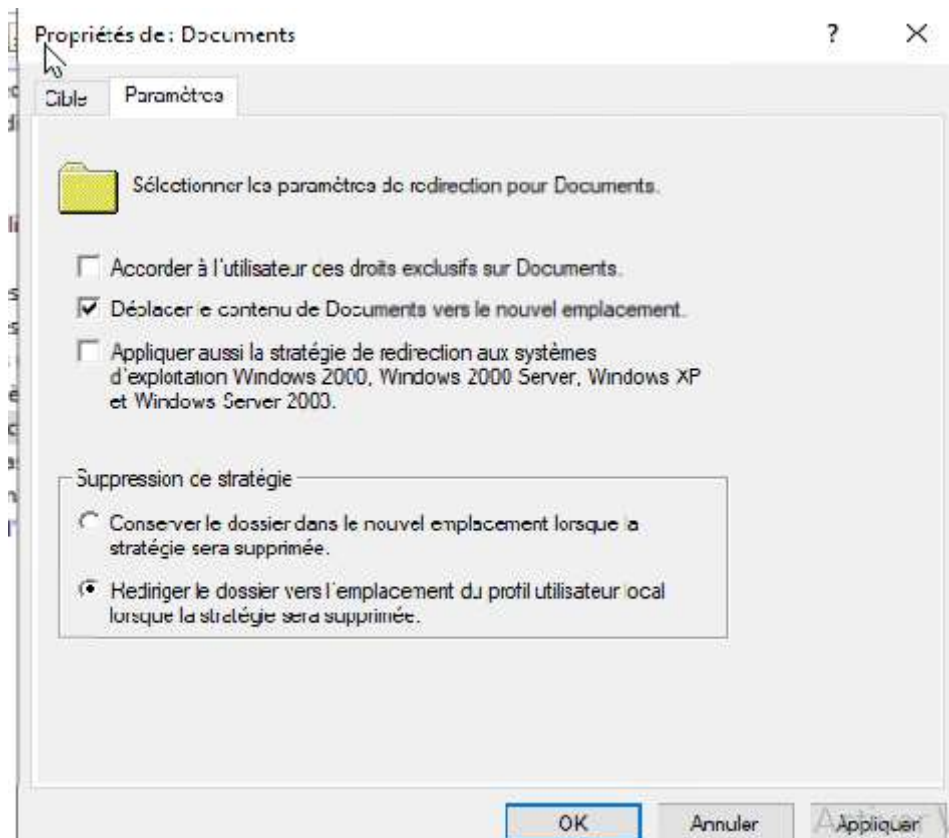 Propriétés de : Documents
?
Cible
Paramètres
Sélectionner les paramètres de redirection pour Documents.
Accorder à l'utilisateur des droits exclusifs sur Documents.
Déplacer le contenu de Documents vers le nouvel emplacement.
Appliquer aussi la stratégie de redirection aux systèmes
d'exploitation Windows 2000, Windows 2000 Server, Windows XP
et Windows Server 2003.
Suppression de stratégie
Conserver le dossier dans le nouvel emplacement lorsque la
stratégie sera supprimée.
Rediriger le dossier vers l'emplacement du profil utilisateur local
lorsque la stratégie sera supprimée.
OK
Annuler
Appliquer